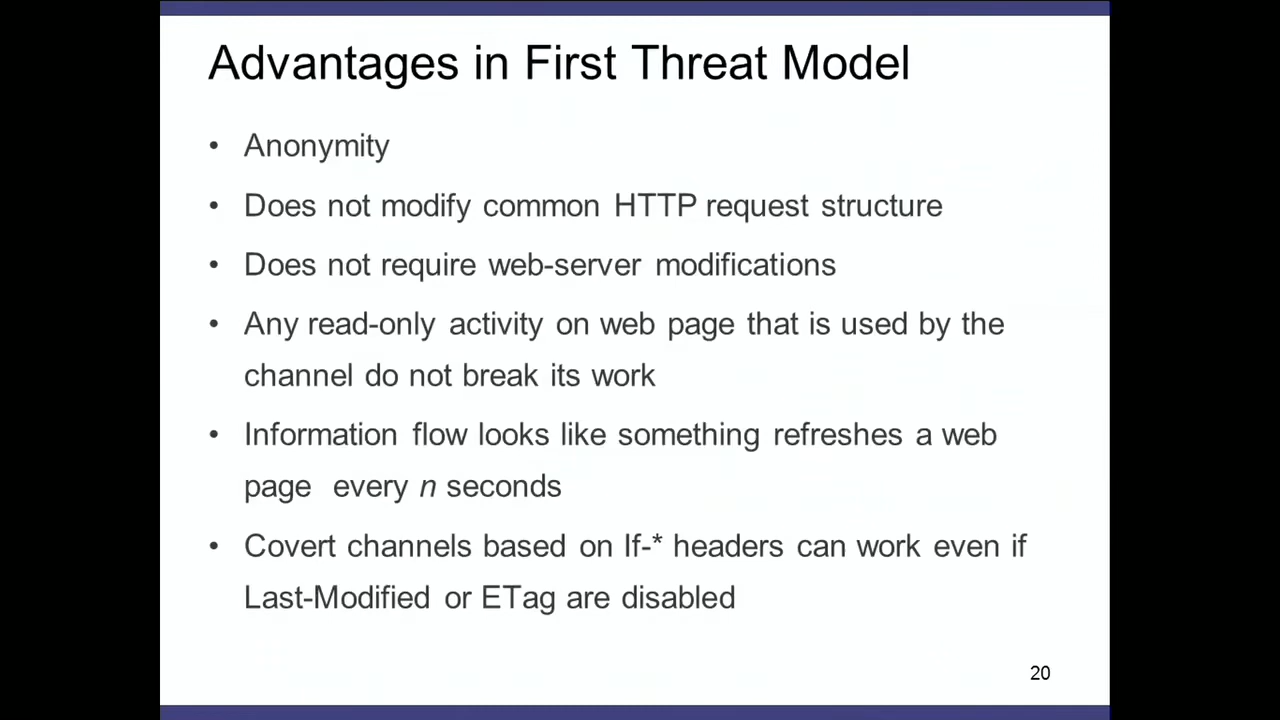 Advantages in First Threat Model
• Anonymity
• Does not modify common HTTP request structure
• Does not require web-server modifications
• Any read-only activity on web page that is used by the
channel do not break its work
• Information flow looks like something refreshes a web
page every n seconds
• Covert channels based on If-* headers can work even if
Last-Modified or ETag are disabled
20